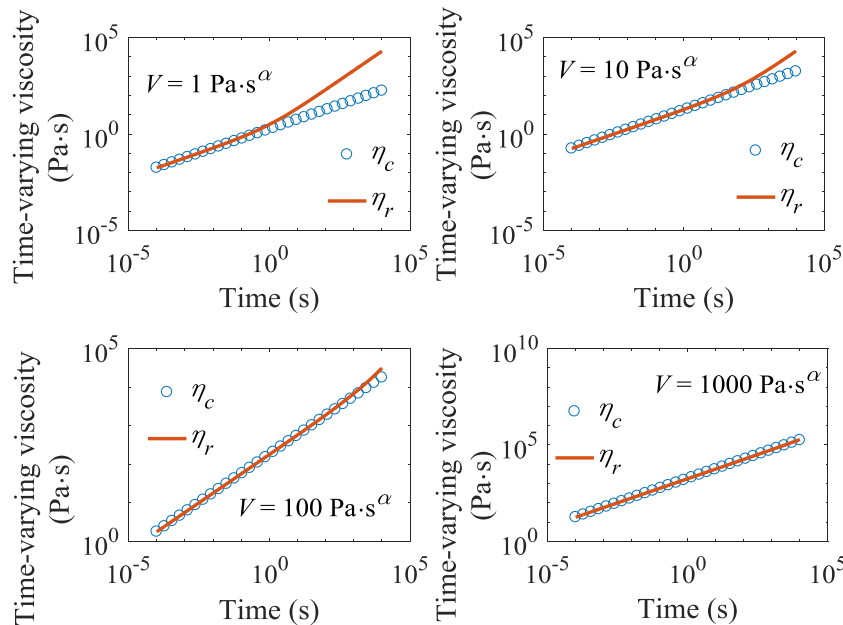 Time-varying viscosity
(Pa·s)
10^5
10^0
10^-5
V = 1 Pa·s^α
η_c
η_r
10^-5
10^0
10^5
Time (s)
Time-varying viscosity
(Pa·s)
10^5
10^0
10^-5
V = 10 Pa·s^α
η_c
η_r
10^-5
10^0
10^5
Time (s)
Time-varying viscosity
(Pa·s)
10^5
10^0
η_c
η_r
V = 100 Pa·s^α
10^-5
10^0
10^5
Time (s)
Time-varying viscosity
(Pa·s)
10^10
10^5
10^0
V = 1000 Pa·s^α
η_c
η_r
10^-5
10^0
10^5
Time (s)